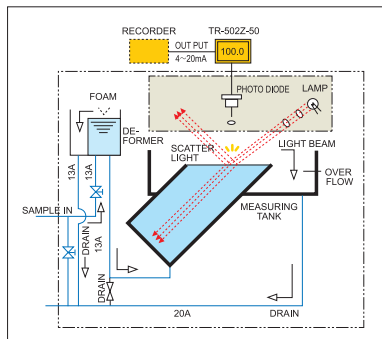 RECORDER
TR-502Z-50
OUT PUT
4~20mA
100.0
PHOTO DIODE
LAMP
FOAM
DE-
FORMER
SCATTER
LIGHT
LIGHT BEAM
OVER
FLOW
13A
13A
SAMPLE IN
MEASURING
TANK
DRAIN
13A
DRAIN
20A
DRAIN